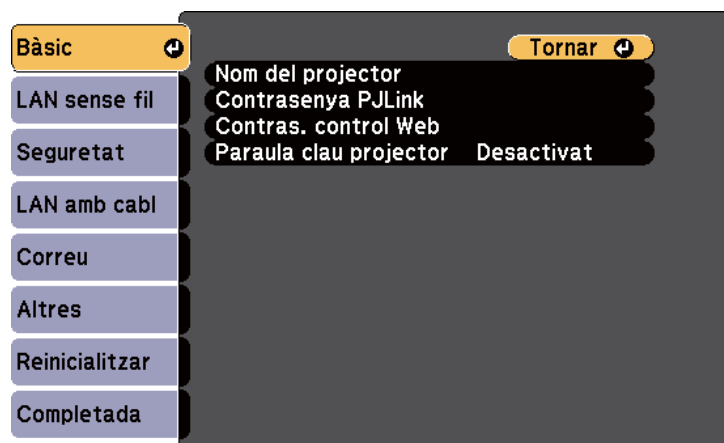 Bàsic
LAN sense fil
Seguretat
LAN amb cabl
Correu
Altres
Reinicialitzar
Completada
Tornar
Nom del projector
Contrasenya PJLink
Contras. control Web
Paraula clau projector Desactivat